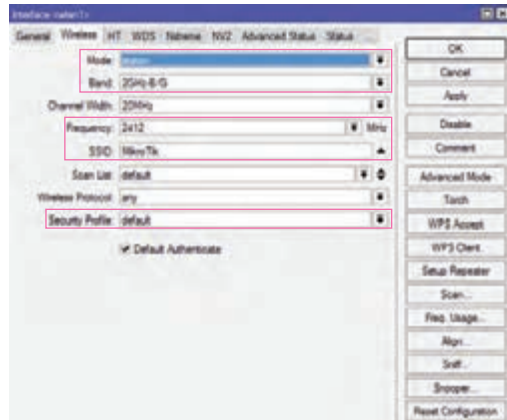 Interface <wlan1>
General Wireless HT WDS Nstreme NV2 Advanced Status Status ...
Mode: station
Band: 2GHz-B/G
Channel Width: 20MHz
Frequency: 2412 MHz
SSID: MikroTik
Scan List: default
Wireless Protocol: any
Security Profile: default
Default Authenticate
OK
Cancel
Apply
Disable
Comment
Advanced Mode
Torch
WPS Accept
WPS Client
Setup Repeater
Scan...
Freq. Usage...
Align...
Sniff...
Snooper...
Reset Configuration